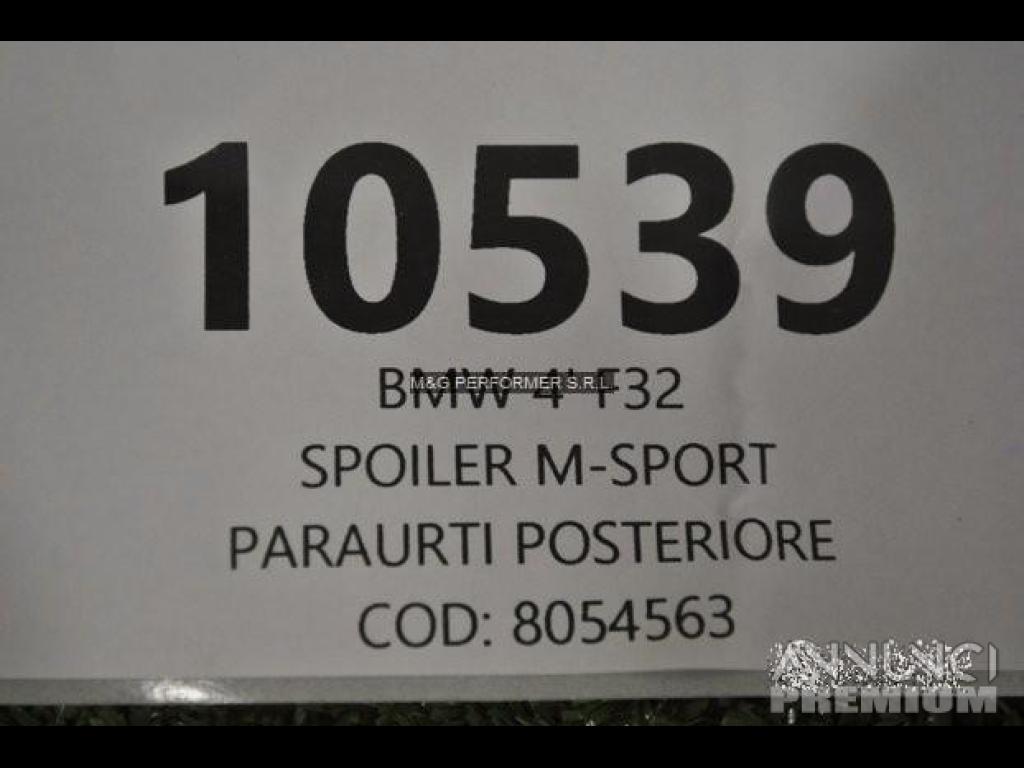 10539
BMW 4 F32
M&G PERFORMER S.R.L.
SPOILER M-SPORT
PARAURTI POSTERIORE
COD: 8054563
ANNUNCI
PREMIUM